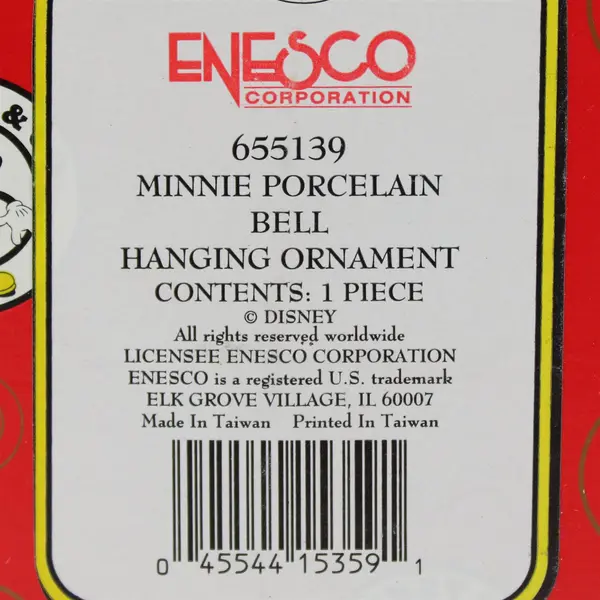 &
ENESCO
CORPORATION
655139
MINNIE PORCELAIN
BELL
HANGING ORNAMENT
CONTENTS: 1 PIECE
© DISNEY
All rights reserved worldwide
LICENSEE ENESCO CORPORATION
ENESCO is a registered U.S. trademark
ELK GROVE VILLAGE, IL 60007
Made In Taiwan Printed In Taiwan
0 45544 15359 1